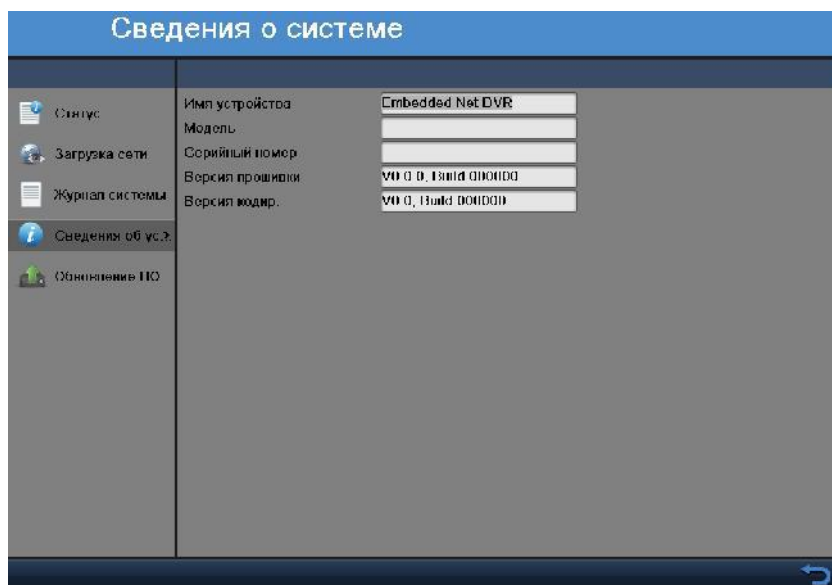 Сведения о системе
Статус
Загрузка сети
Журнал системы
Сведения об ус.>
Обновление ПО
Имя устройства
Embedded Net DVR
Модель
Серийный номер
Версия прошивки
V0.0.0, Build 000000
Версия кодир.
V0.0, Build 000000